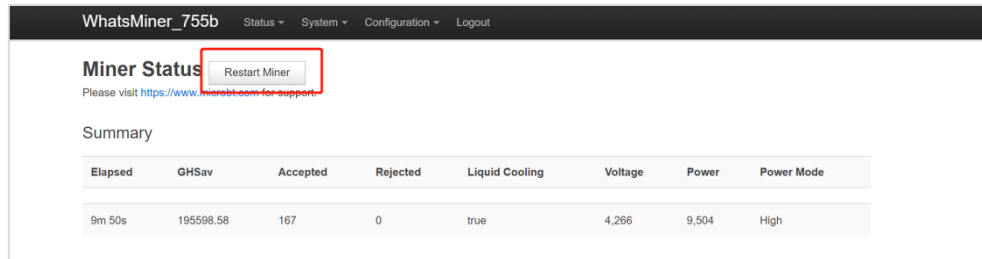 WhatsMiner_755b Status System Configuration Logout
Miner Status Restart Miner
Please visit https://www.microbt.com for support.
Summary
Elapsed GHSav Accepted Rejected Liquid Cooling Voltage Power Power Mode
9m 50s 195598.58 167 0 true 4,266 9,504 High